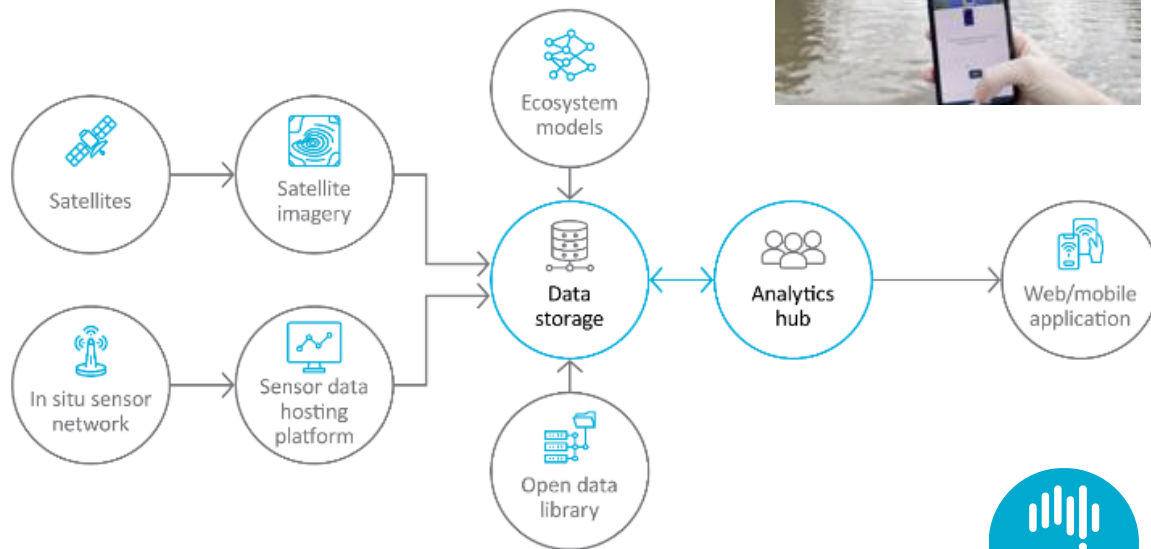 Ecosystem
models
Satellites
Satellite
imagery
Data
storage
Analytics
hub
Web/mobile
application
In situ sensor
network
Sensor data
hosting
platform
Open data
library